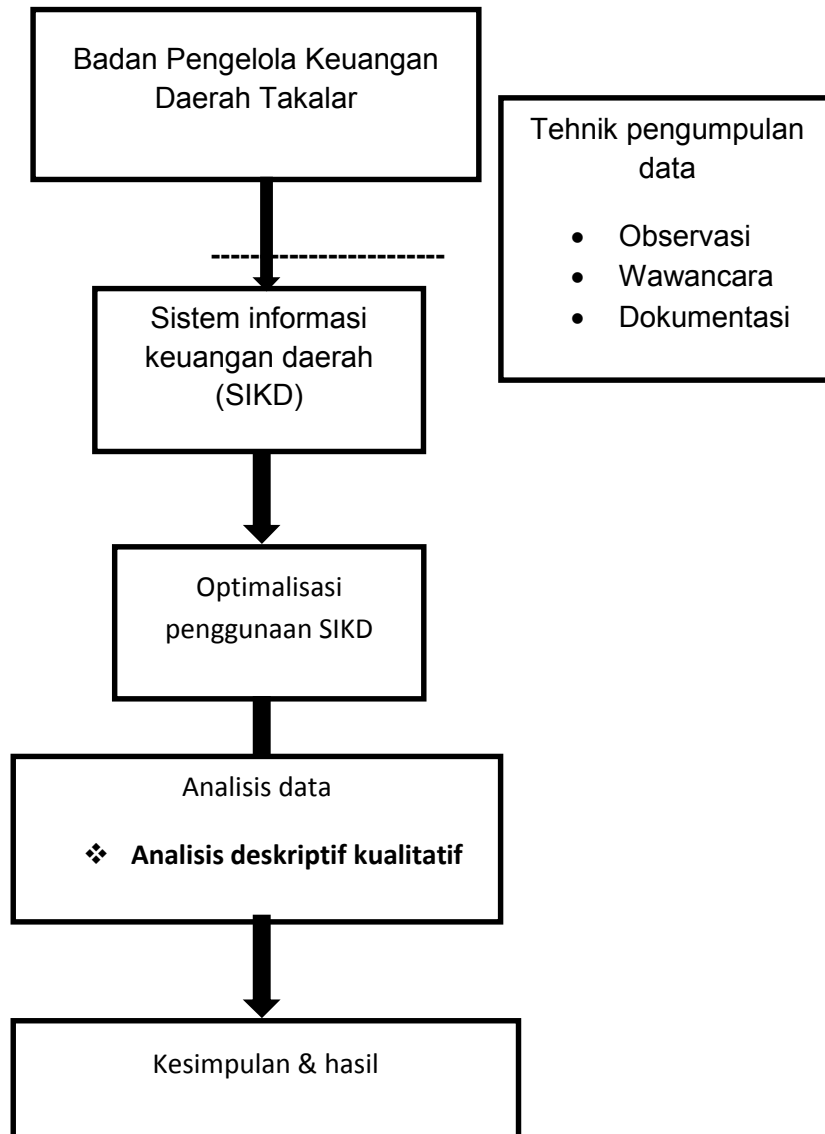 Badan Pengelola Keuangan
Daerah Takalar
Tehnik pengumpulan
data
• Observasi
• Wawancara
• Dokumentasi
Sistem informasi
keuangan daerah
(SIKD)
Optimalisasi
penggunaan SIKD
Analisis data
❖ Analisis deskriptif kualitatif
Kesimpulan & hasil